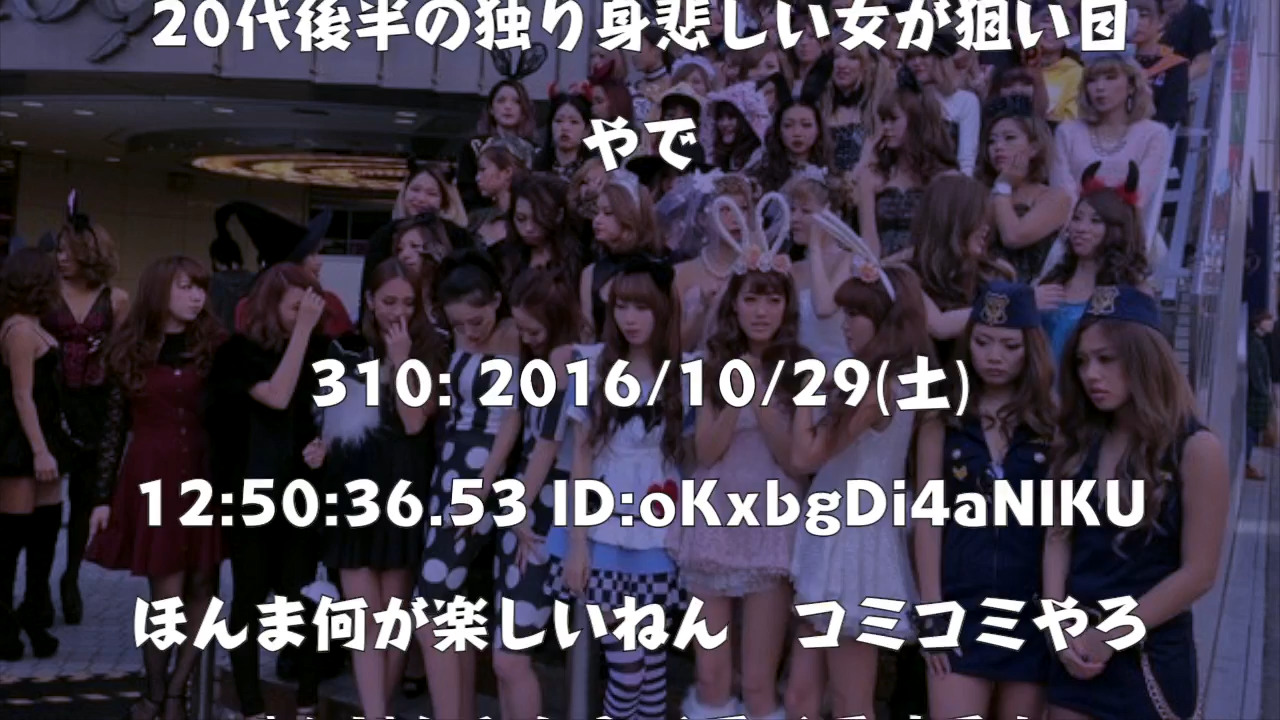 20代後半の独り身悲しい女が狙い目
やで
310: 2016/10/29(土)
12:50:36.53 ID:oKxbgDi4aNIKU
ほんま何が楽しいねん　コミコミやろ